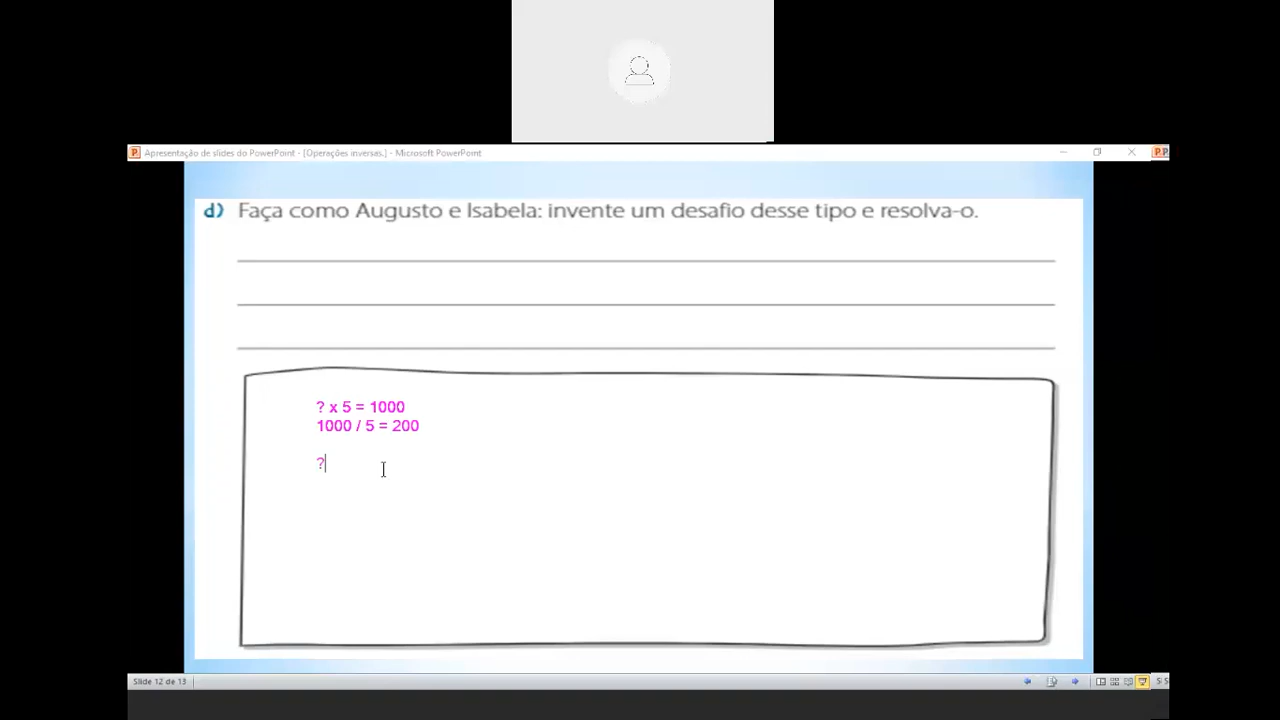 Apresentação de slides do PowerPoint - [Operações inversas.] - Microsoft PowerPoint
d) Faça como Augusto e Isabela: invente um desafio desse tipo e resolva-o.
? x 5 = 1000
1000 / 5 = 200
?
Slide 12 de 13